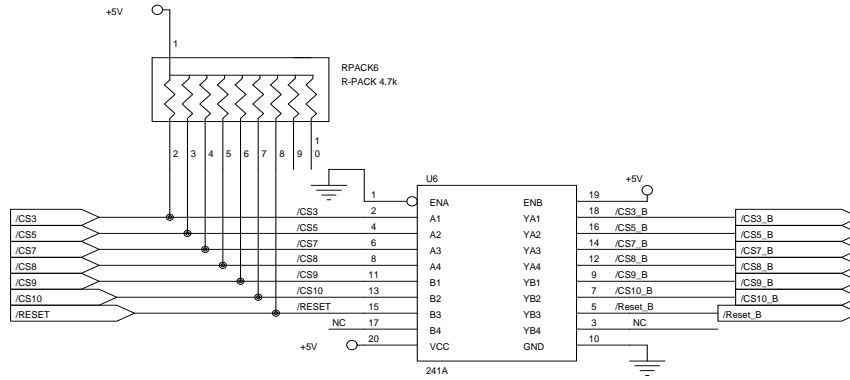 +5V
1
RPACK6
R-PACK 4.7k
2 3 4 5 6 7 8 9 10
U6
+5V
1 ENA ENB 19
/CS3 /CS3 2 A1 YA1 18 /CS3_B /CS3_B
/CS5 /CS5 4 A2 YA2 16 /CS5_B /CS5_B
/CS7 /CS7 6 A3 YA3 14 /CS7_B /CS7_B
/CS8 /CS8 8 A4 YA4 12 /CS8_B /CS8_B
/CS9 /CS9 11 B1 YB1 9 /CS9_B /CS9_B
/CS10 /CS10 13 B2 YB2 7 /CS10_B /CS10_B
/RESET /RESET 15 B3 YB3 5 /Reset_B /Reset_B
NC 17 B4 YB4 3 NC
+5V 20 VCC GND 10
241A